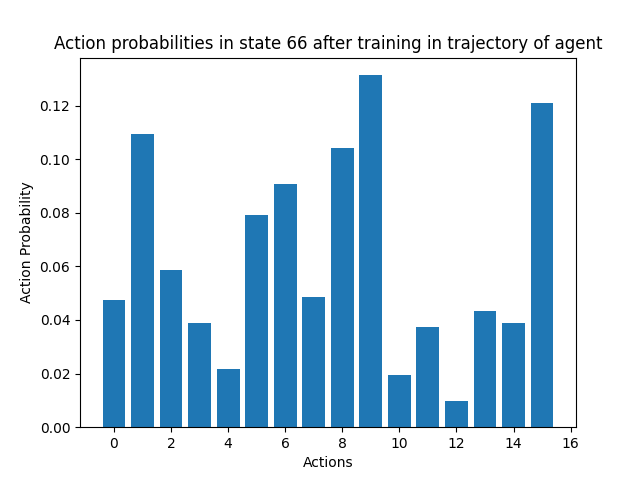 Action probabilities in state 66 after training in trajectory of agent
0.12
0.10
0.08
0.06
0.04
0.02
0.00
Action Probability
0 2 4 6 8 10 12 14 16
Actions